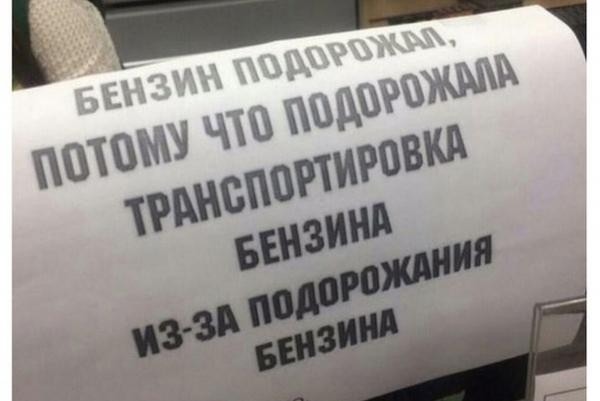 БЕНЗИН ПОДОРОЖАЛ,
ПОТОМУ ЧТО ПОДОРОЖАЛА
ТРАНСПОРТИРОВКА
БЕНЗИНА
ИЗ-ЗА ПОДОРОЖАНИЯ
БЕНЗИНА